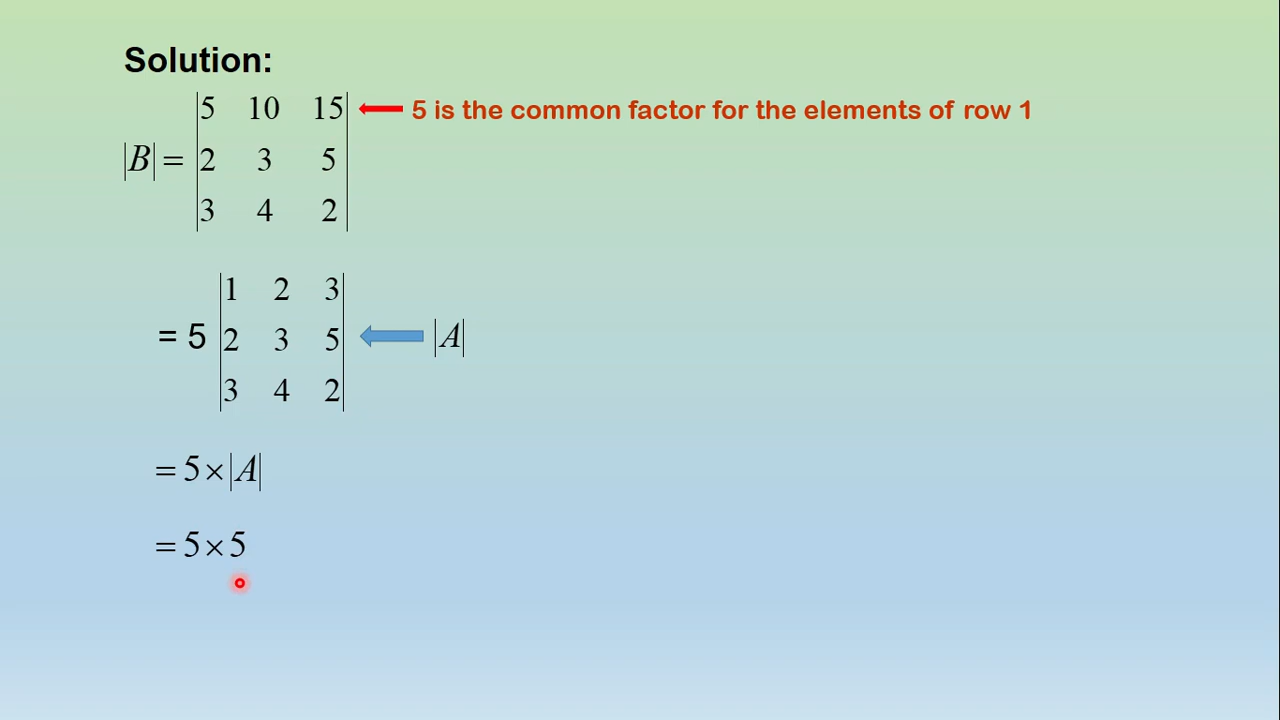 Solution:
|5 10 15| ← 5 is the common factor for the elements of row 1
|B| = |2 3 5|
|3 4 2|
|1 2 3|
= 5 |2 3 5| ← |A|
|3 4 2|
= 5 × |A|
= 5 × 5